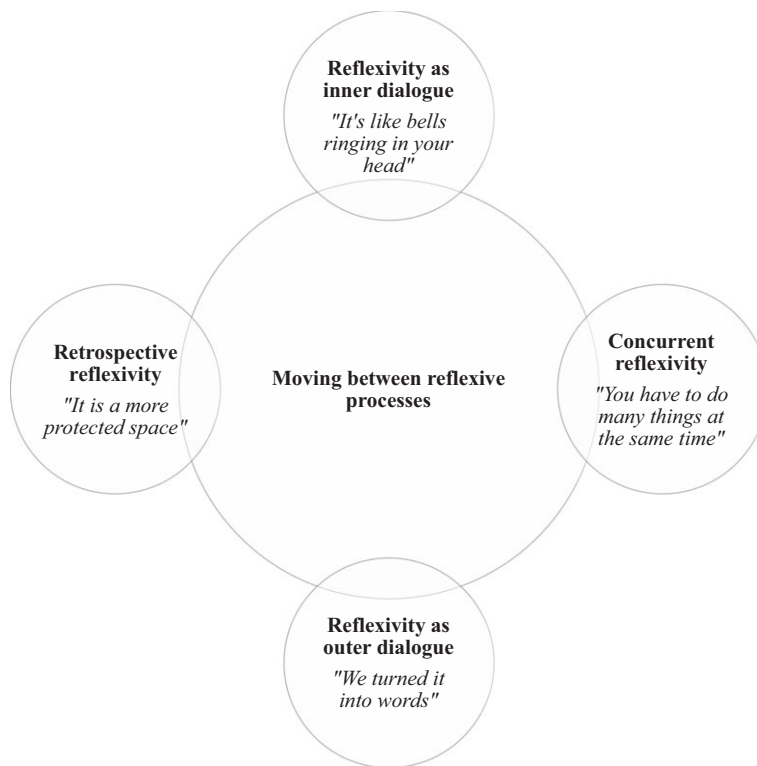 Reflexivity as
inner dialogue
"It's like bells
ringing in your
head"
Retrospective
reflexivity
"It is a more
protected space"
Moving between reflexive
processes
Concurrent
reflexivity
"You have to do
many things at
the same time"
Reflexivity as
outer dialogue
"We turned it
into words"